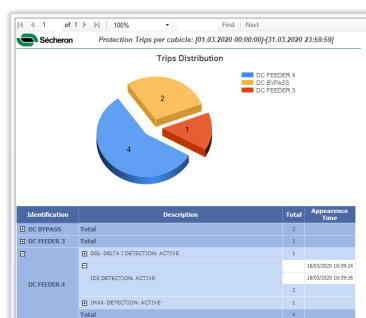 1 of 1 100% Find | Next
Sécheron Protection Trips per cubicle: [01.03.2020 00:00:00]-[31.03.2020 23:59:59]
Trips Distribution
DC FEEDER 4
DC BYPASS
DC FEEDER 3
2
1
4
Identification Description Total Appearence Time
DC BYPASS Total 2
DC FEEDER 3 Total 1
DDL- DELTA I DETECTION: ACTIVE 1
18/03/2020 10:39:24
DC FEEDER 4 IDS DETECTION: ACTIVE 18/03/2020 10:39:26
2
IMAX- DETECTION: ACTIVE 1
Total 4